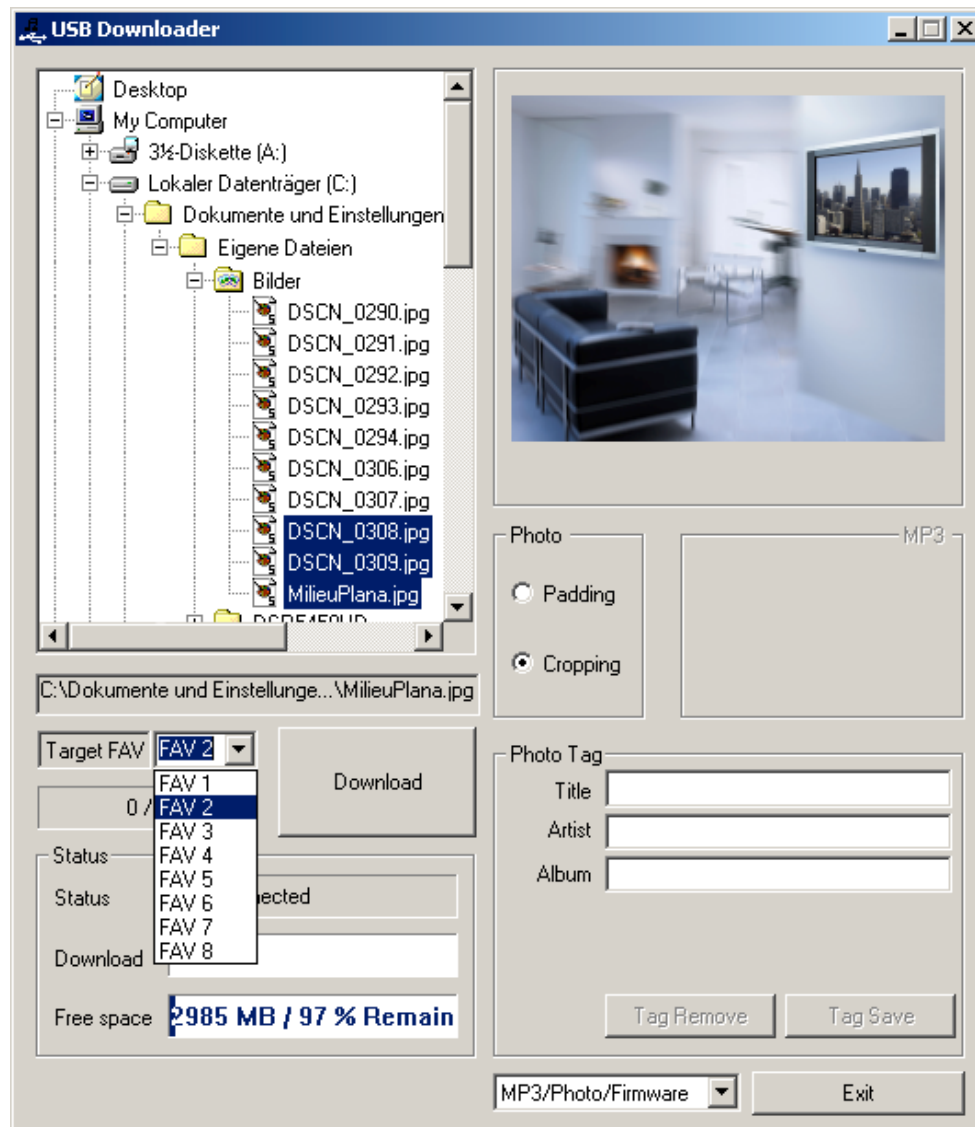 USB Downloader
Desktop
My Computer
3½-Diskette (A:)
Lokaler Datenträger (C:)
Dokumente und Einstellungen
Eigene Dateien
Bilder
DSCN_0290.jpg
DSCN_0291.jpg
DSCN_0292.jpg
DSCN_0293.jpg
DSCN_0294.jpg
DSCN_0306.jpg
DSCN_0307.jpg
DSCN_0308.jpg
DSCN_0309.jpg
MilieuPlana.jpg
C:\Dokumente und Einstellunge...\MilieuPlana.jpg
Target FAV FAV 2
Download
0 /
FAV 1
FAV 2
FAV 3
FAV 4
FAV 5
FAV 6
FAV 7
FAV 8
Status
Status nected
Download
Free space 2985 MB / 97 % Remain
Photo
Padding
Cropping
MP3
Photo Tag
Title
Artist
Album
Tag Remove Tag Save
MP3/Photo/Firmware Exit